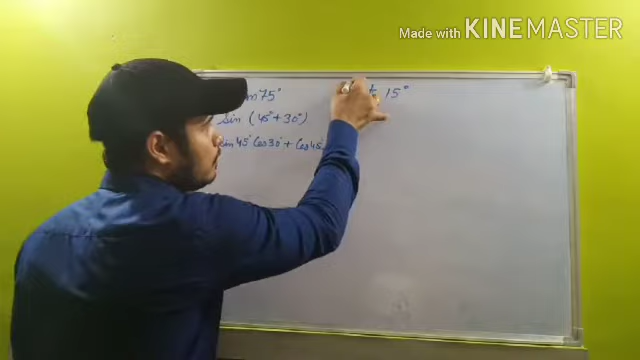 Made with KINEMASTER
75°
15°
sin (45° + 30°)
sin 45° Cos 30° + Cos 45°